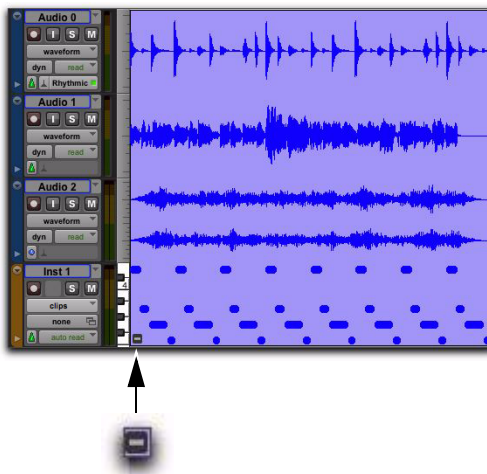 Audio 0
I S M
waveform
dyn read
Rhythmic
Audio 1
I S M
waveform
dyn read
Audio 2
I S M
waveform
dyn read
Inst 1
S M
4
clips
none
auto read